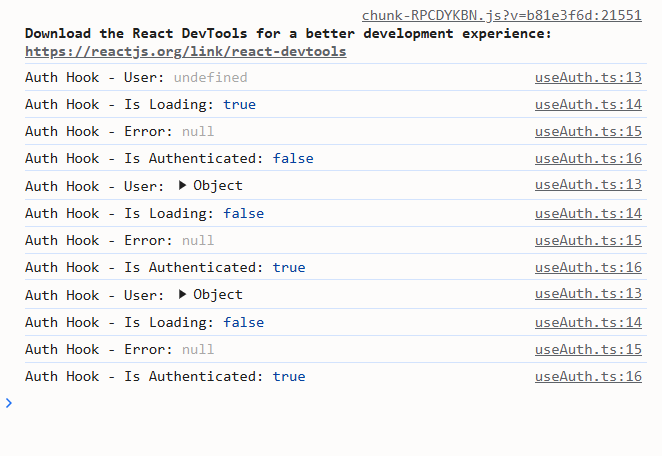 chunk-RPCDYKBN.js?v=b81e3f6d:21551
Download the React DevTools for a better development experience:
https://reactjs.org/link/react-devtools
Auth Hook - User: undefined useAuth.ts:13
Auth Hook - Is Loading: true useAuth.ts:14
Auth Hook - Error: null useAuth.ts:15
Auth Hook - Is Authenticated: false useAuth.ts:16
Auth Hook - User: ▶ Object useAuth.ts:13
Auth Hook - Is Loading: false useAuth.ts:14
Auth Hook - Error: null useAuth.ts:15
Auth Hook - Is Authenticated: true useAuth.ts:16
Auth Hook - User: ▶ Object useAuth.ts:13
Auth Hook - Is Loading: false useAuth.ts:14
Auth Hook - Error: null useAuth.ts:15
Auth Hook - Is Authenticated: true useAuth.ts:16